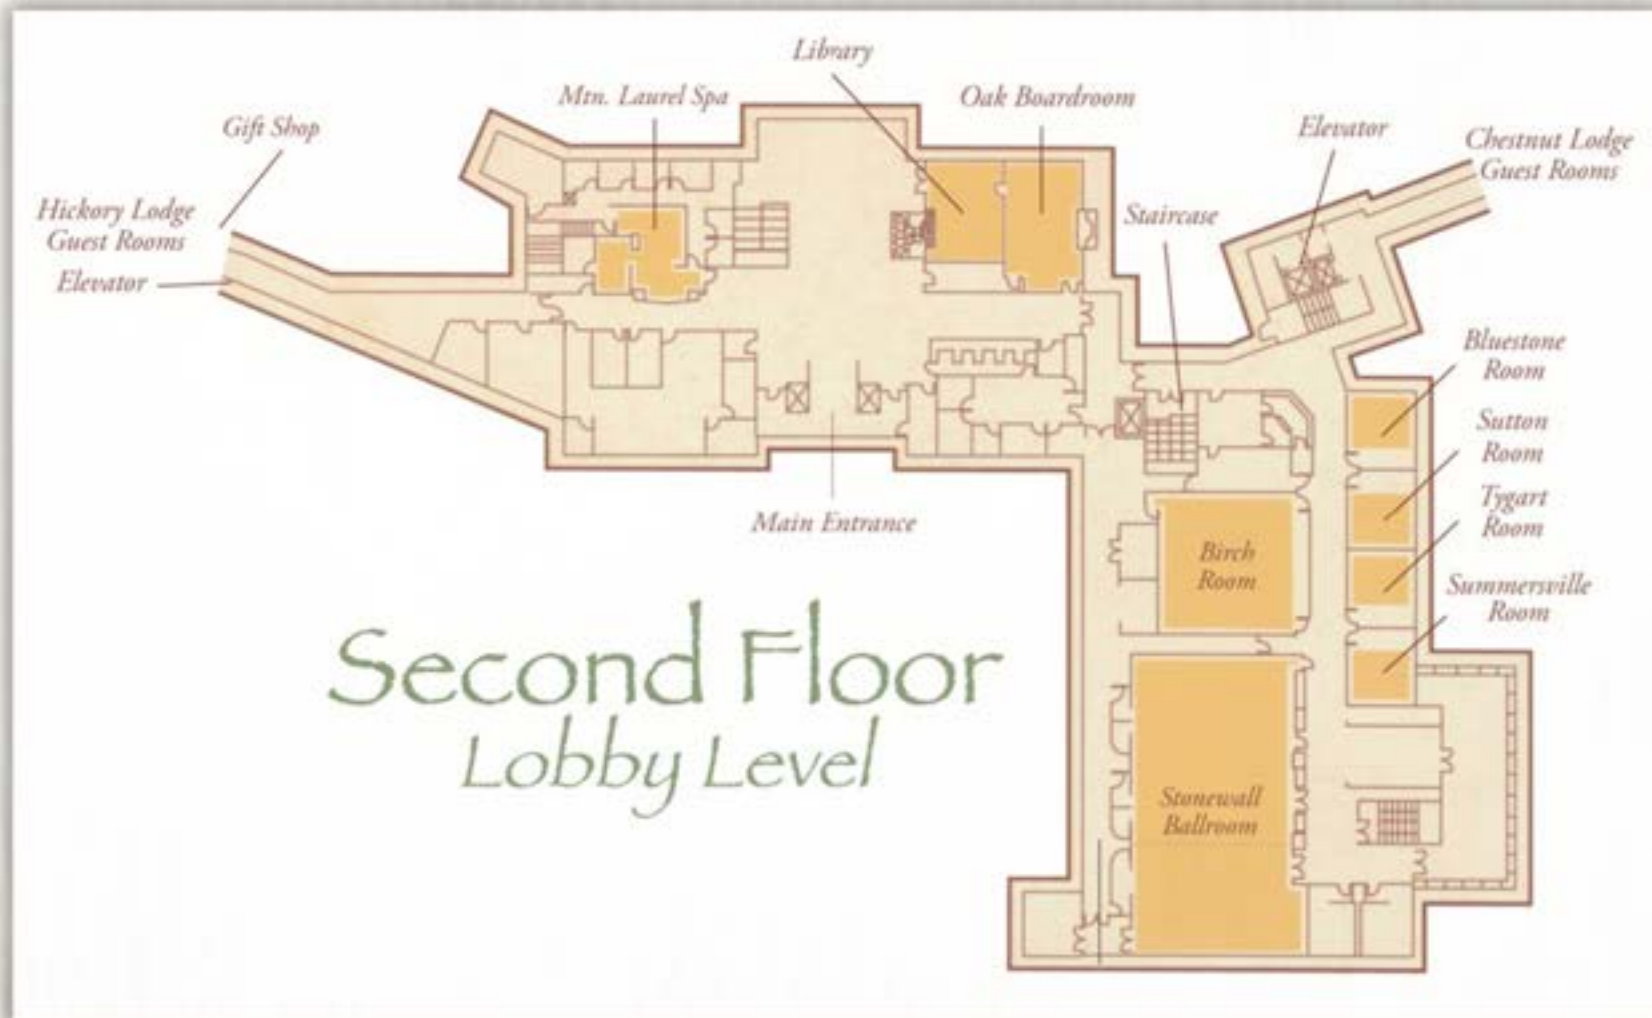 Library
Mtn. Laurel Spa
Oak Boardroom
Gift Shop
Elevator
Chestnut Lodge
Guest Rooms
Hickory Lodge
Guest Rooms
Staircase
Elevator
Bluestone
Room
Sutton
Room
Tygart
Room
Main Entrance
Birch
Room
Summersville
Room
Second Floor
Lobby Level
Stonewall
Ballroom